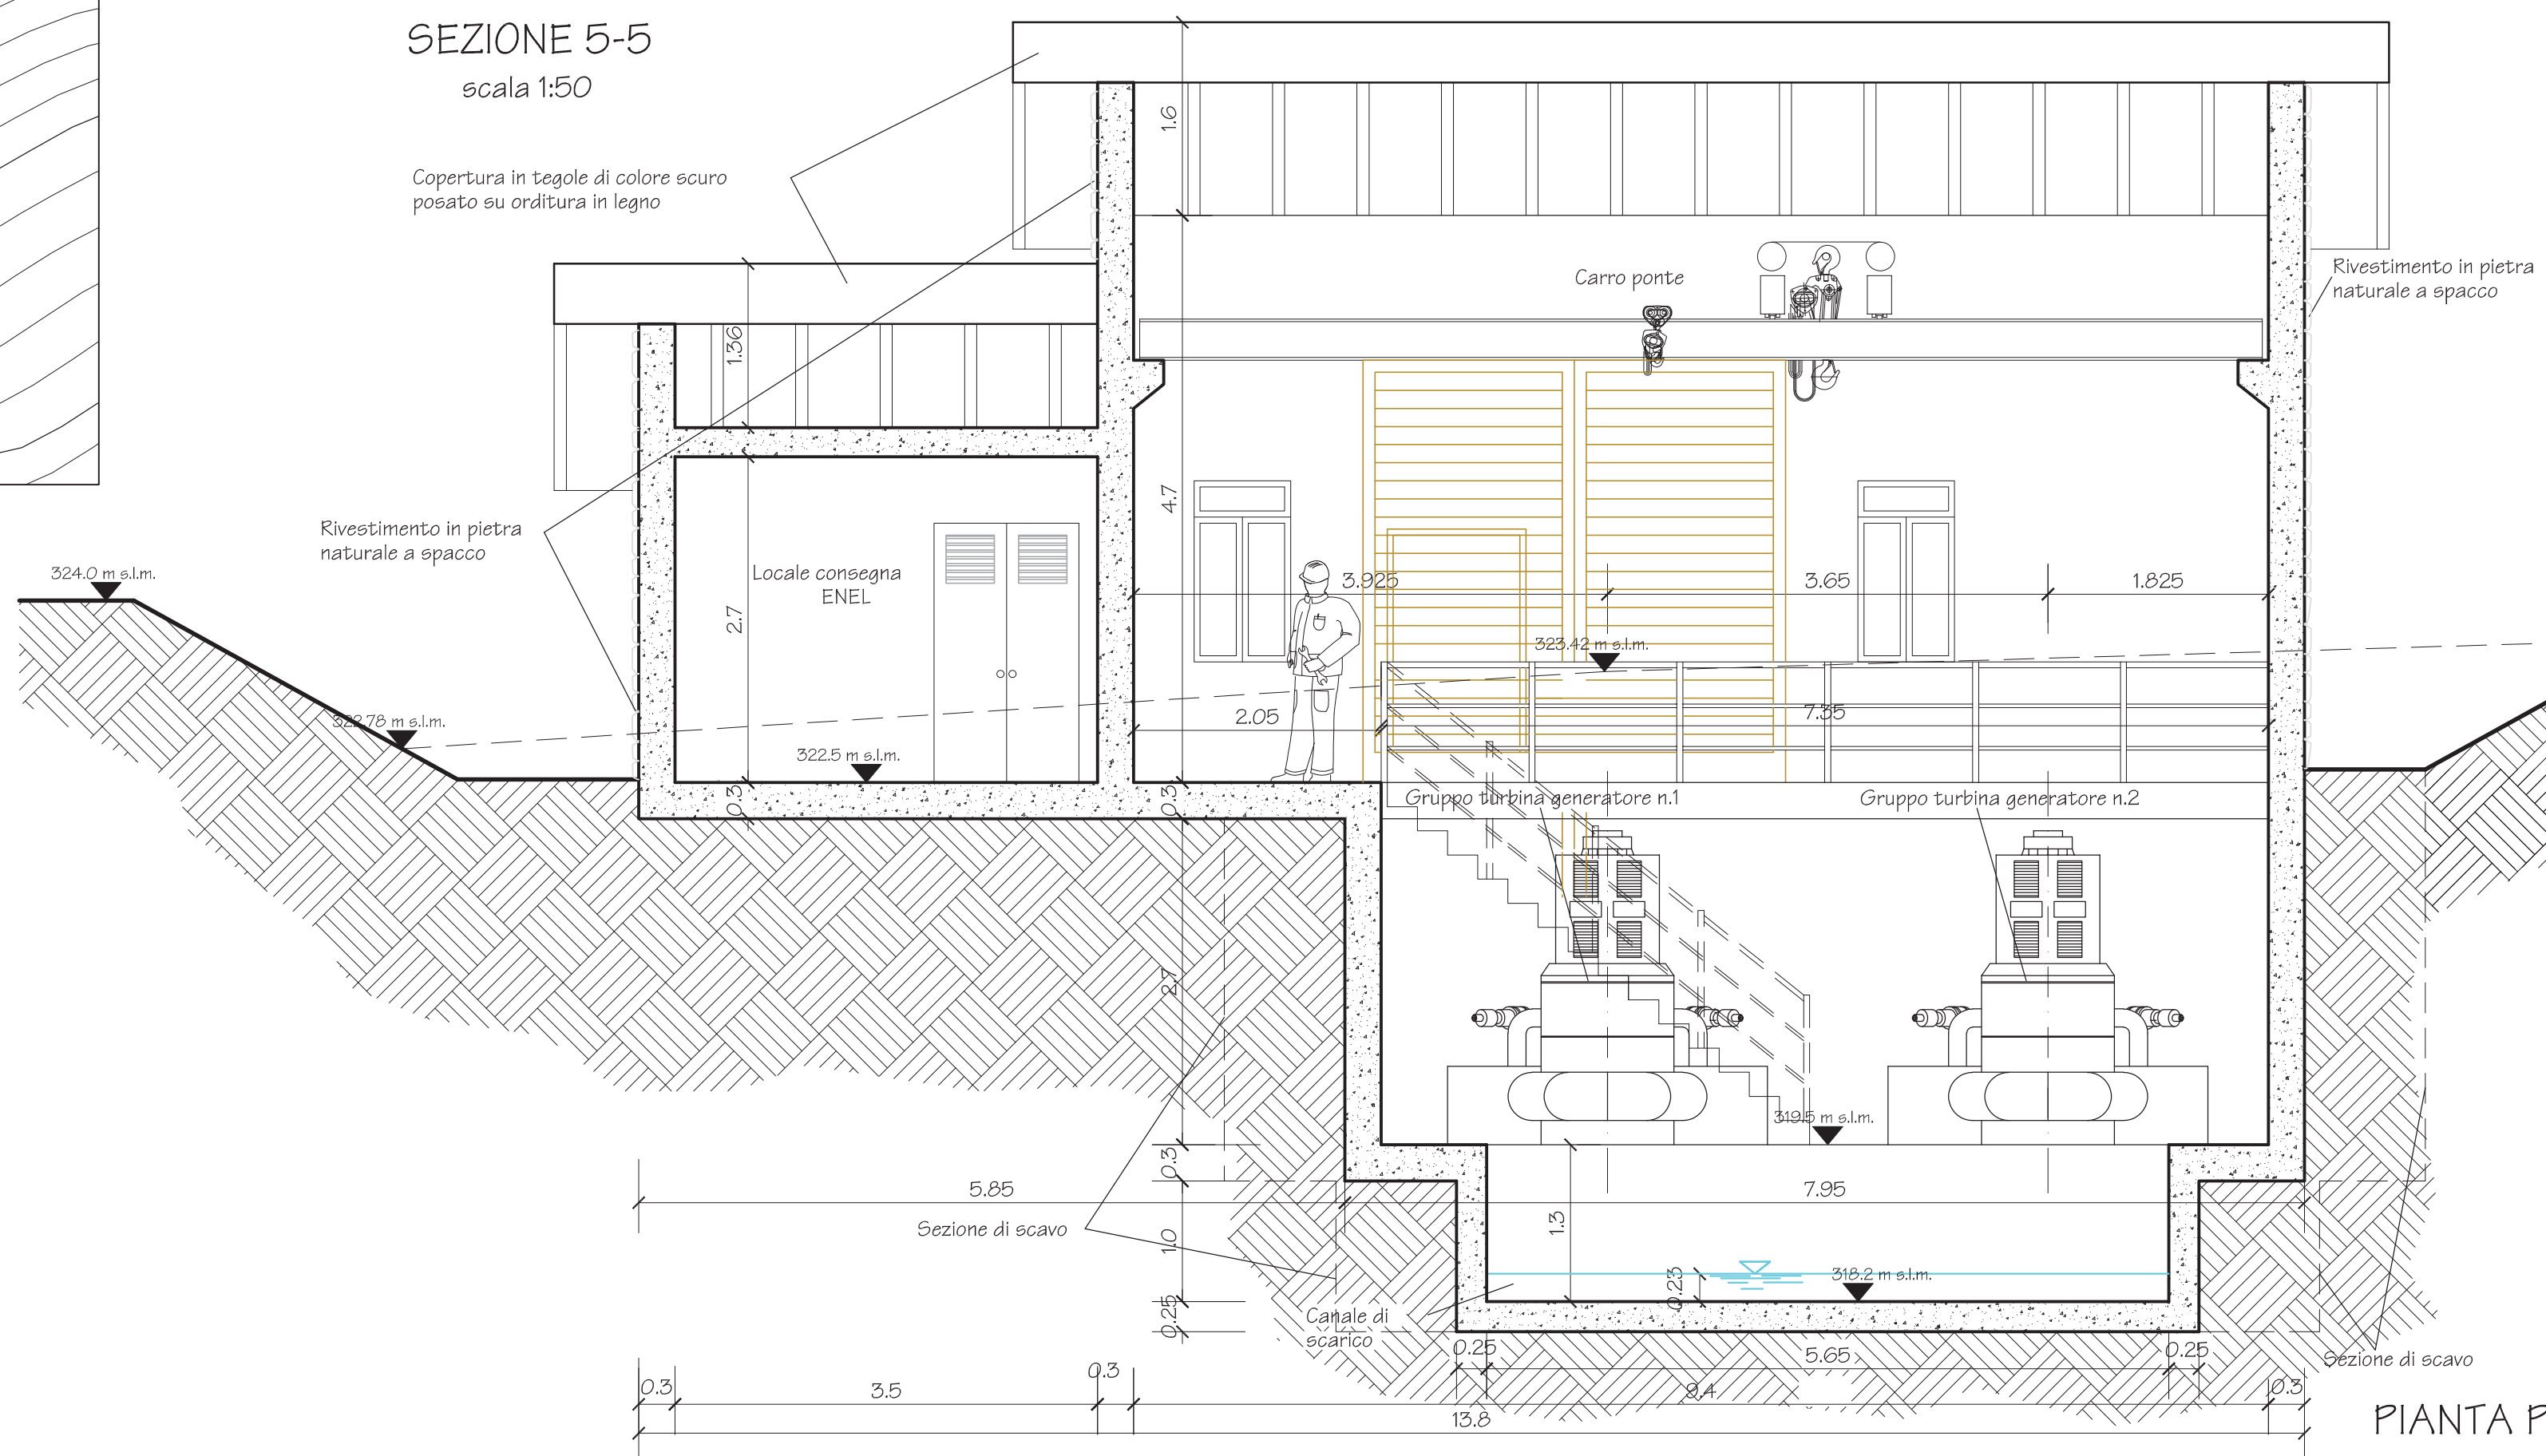 SEZIONE 5-5
scala 1:50
1.6
Copertura in tegole di colore scuro
posato su orditura in legno
Carro ponte
Rivestimento in pietra
naturale a spacco
1.36
4.7
Rivestimento in pietra
naturale a spacco
324.0 m s.l.m.
Locale consegna
ENEL
2.7
3.925
3.65
1.825
323.42 m s.l.m.
322.78 m s.l.m.
2.05
7.35
322.5 m s.l.m.
0.3
0.3
Gruppo turbina generatore n.1
Gruppo turbina generatore n.2
2.7
319.5 m s.l.m.
0.3
5.85
7.95
Sezione di scavo
1.0
1.3
0.23
318.2 m s.l.m.
0.25
Canale di
scarico
0.25
5.65
0.25
Sezione di scavo
0.3
3.5
0.3
9.4
0.3
13.8
PIANTA P